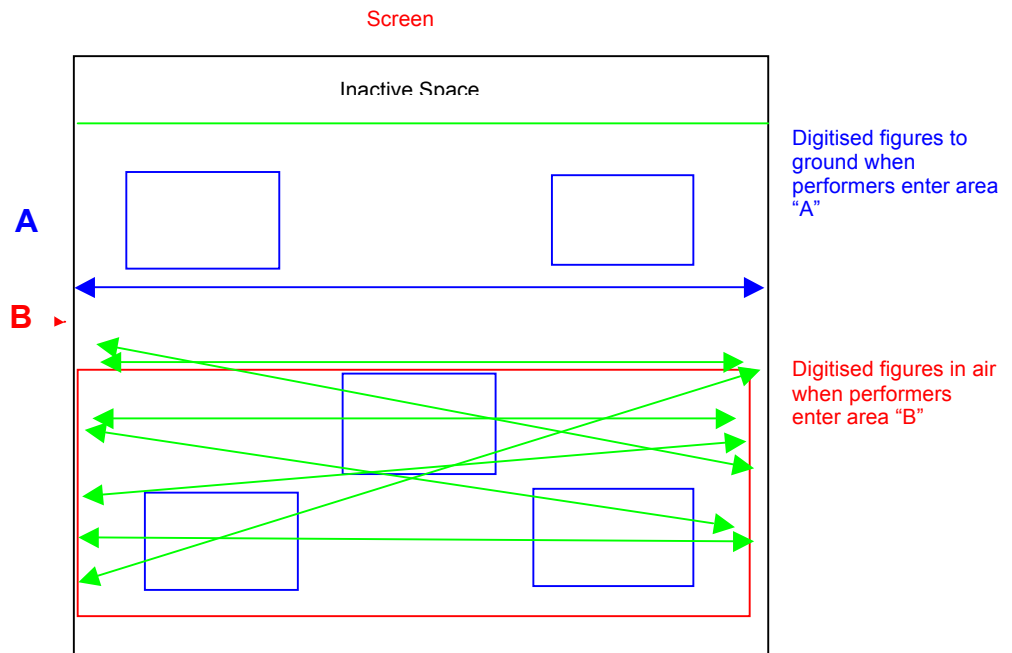 Screen
Inactive Space
Digitised figures to
ground when
performers enter area
“A”
A
B
Digitised figures in air
when performers
enter area “B”